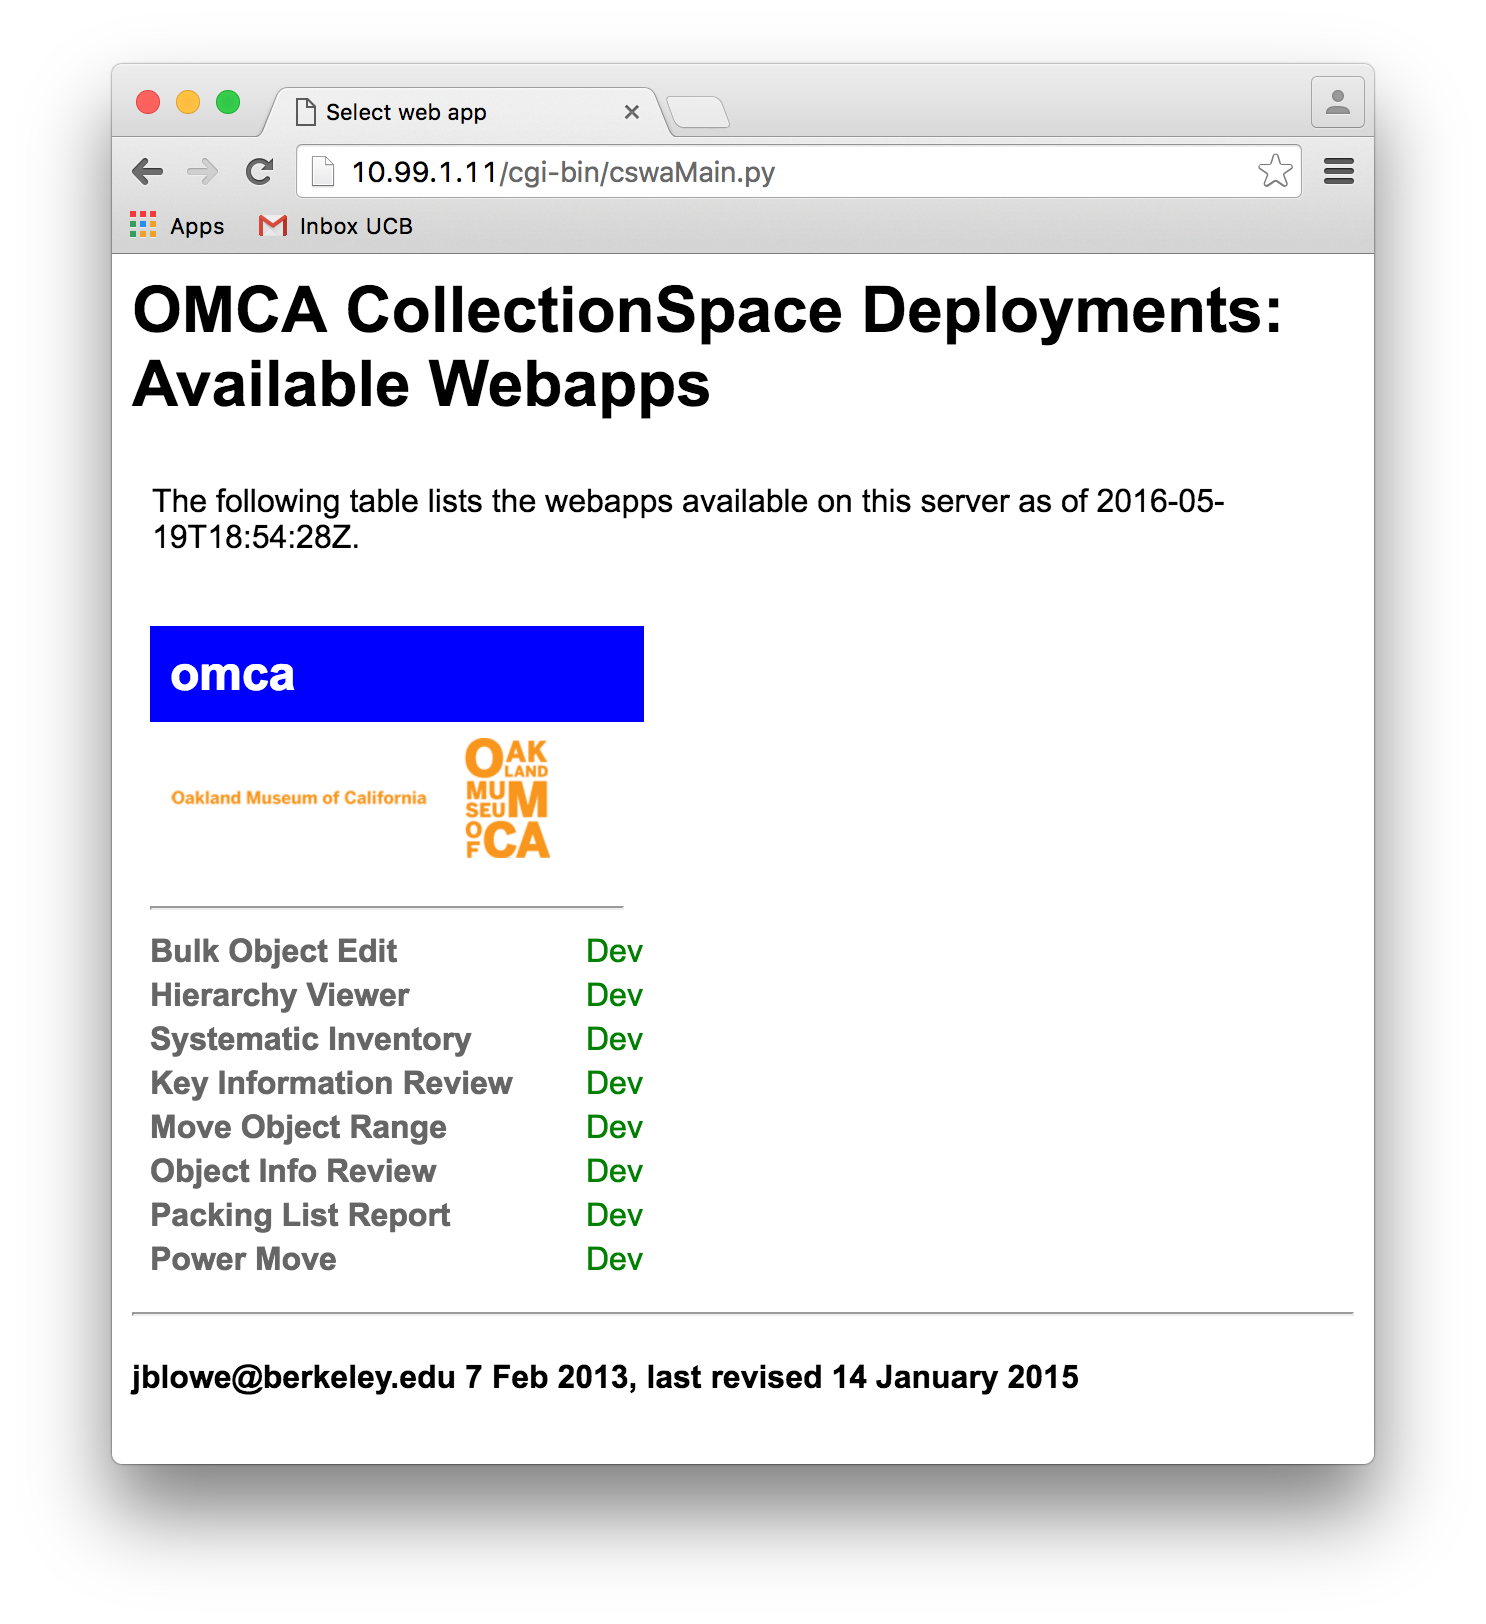 Select web app
10.99.1.11/cgi-bin/cswaMain.py
Apps Inbox UCB
OMCA CollectionSpace Deployments:
Available Webapps
The following table lists the webapps available on this server as of 2016-05-
19T18:54:28Z.
omca
Oakland Museum of California
OAK
LAND
MU
SEUM
OF CA
Bulk Object Edit Dev
Hierarchy Viewer Dev
Systematic Inventory Dev
Key Information Review Dev
Move Object Range Dev
Object Info Review Dev
Packing List Report Dev
Power Move Dev
jblowe@berkeley.edu 7 Feb 2013, last revised 14 January 2015